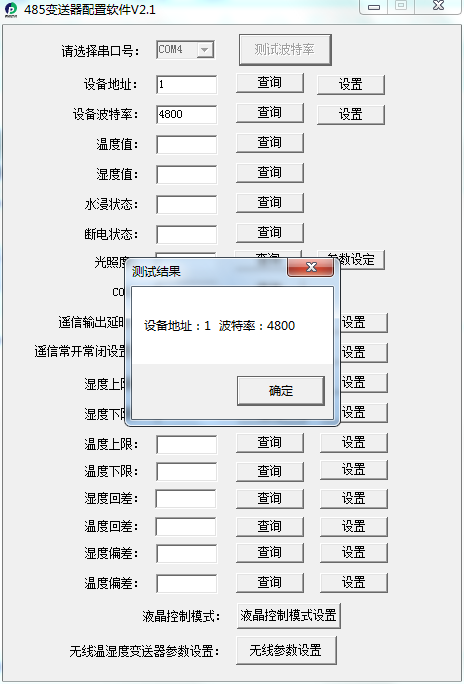 485变送器配置软件V2.1
请选择串口号： COM4 测试波特率
设备地址： 1 查询 设置
设备波特率： 4800 查询 设置
温度值： 查询
湿度值： 查询
水浸状态： 查询
断电状态： 查询
光照度 查询 参数设定
测试结果
CO
设备地址：1 波特率：4800
遥信输出延时 设置
遥信常开常闭设置 设置
湿度上限 设置
确定
湿度下限 设置
温度上限： 查询 设置
温度下限： 查询 设置
湿度回差： 查询 设置
温度回差： 查询 设置
湿度偏差： 查询 设置
温度偏差： 查询 设置
液晶控制模式： 液晶控制模式设置
无线温湿度变送器参数设置： 无线参数设置